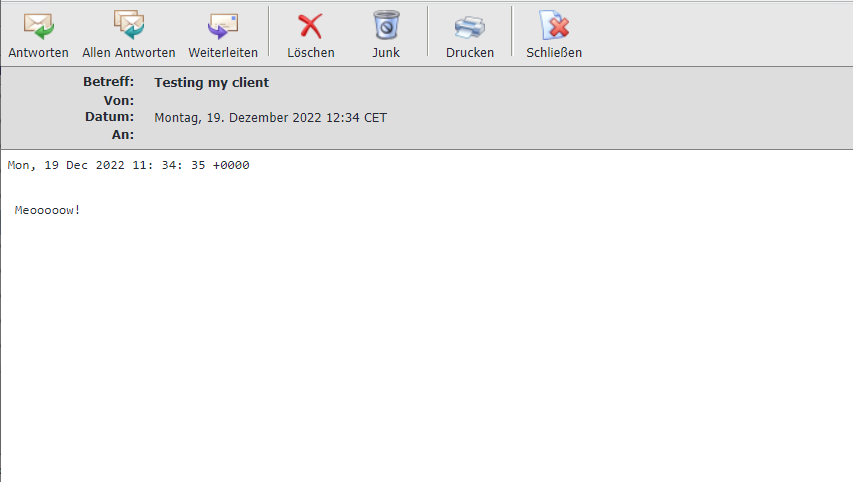 Antworten Allen Antworten Weiterleiten Löschen Junk Drucken Schließen
Betreff: Testing my client
Von:
Datum: Montag, 19. Dezember 2022 12:34 CET
An:
Mon, 19 Dec 2022 11: 34: 35 +0000
Meooooow!